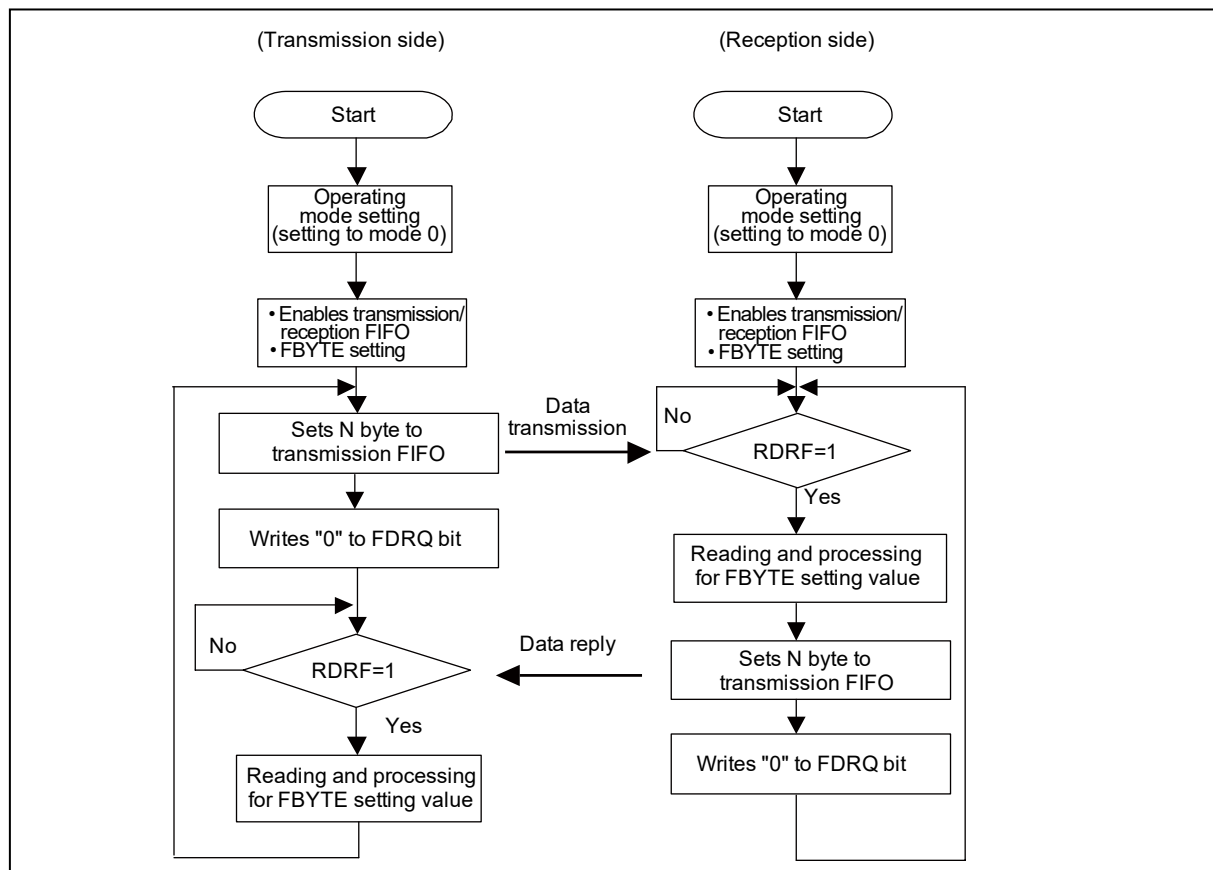 (Transmission side)
Start
Operating
mode setting
(setting to mode 0)
• Enables transmission/
reception FIFO
• FBYTE setting
Sets N byte to
transmission FIFO
Writes "0" to FDRQ bit
No
RDRF=1
Yes
Reading and processing
for FBYTE setting value
Data
transmission
Data reply
(Reception side)
Start
Operating
mode setting
(setting to mode 0)
• Enables transmission/
reception FIFO
• FBYTE setting
No
RDRF=1
Yes
Reading and processing
for FBYTE setting value
Sets N byte to
transmission FIFO
Writes "0" to FDRQ bit